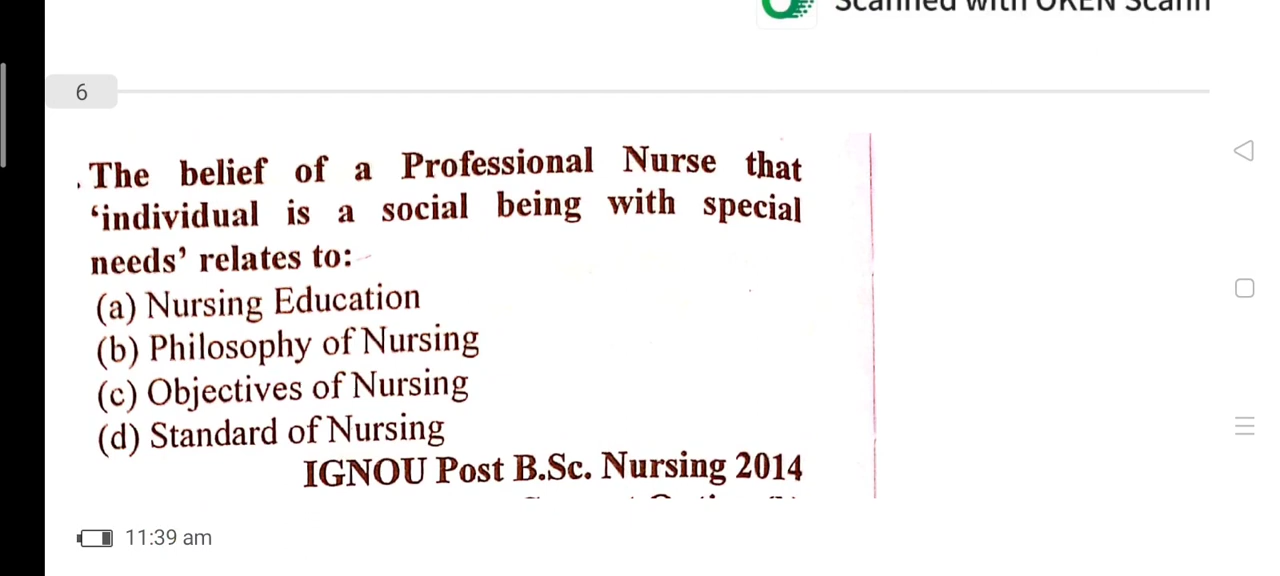 6
. The belief of a Professional Nurse that
‘individual is a social being with special
needs’ relates to:
(a) Nursing Education
(b) Philosophy of Nursing
(c) Objectives of Nursing
(d) Standard of Nursing
IGNOU Post B.Sc. Nursing 2014
11:39 am